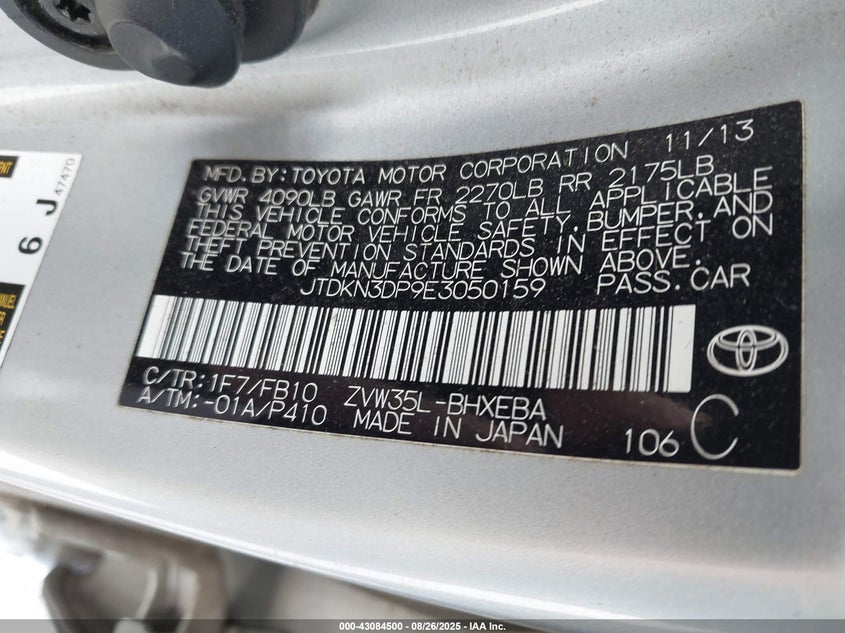 MFD.BY:TOYOTA MOTOR CORPORATION 11/13
GVWR 4090LB GAWR FR 2270LB RR 2175LB
THIS VEHICLE CONFORMS TO ALL APPLICABLE
FEDERAL MOTOR VEHICLE SAFETY,BUMPER,AND
THEFT PREVENTION STANDARDS IN EFFECT ON
THE DATE OF MANUFACTURE SHOWN ABOVE.
JTDKN3DP9E3050159 PASS.CAR
C/TR:1F7/FB10 ZVW35L-BHXEBA
A/TM:-01A/P410 MADE IN JAPAN 106 C
6 J
47470
000-43084500 - 08/26/2025 - IAA Inc.